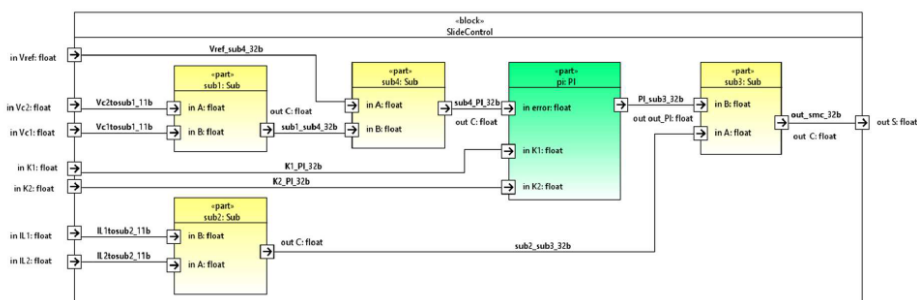 «block»
SlideControl
in Vref: float
Vref_sub4_32b
«part»
sub1: Sub
in Vc2: float
Vc2tosub1_11b
in A: float
in Vc1: float
Vc1tosub1_11b
in B: float
out C: float
sub1_sub4_32b
«part»
sub4: Sub
in A: float
in B: float
sub4_PI_32b
out C: float
«part»
pi: PI
in error: float
in K1: float
in K2: float
PI_sub3_32b
out out_PI: float
«part»
sub3: Sub
in B: float
in A: float
out_smc_32b
out C: float
out S: float
in K1: float
K1_PI_32b
in K2: float
K2_PI_32b
«part»
sub2: Sub
in IL1: float
IL1tosub2_11b
in B: float
in IL2: float
IL2tosub2_11b
in A: float
out C: float
sub2_sub3_32b